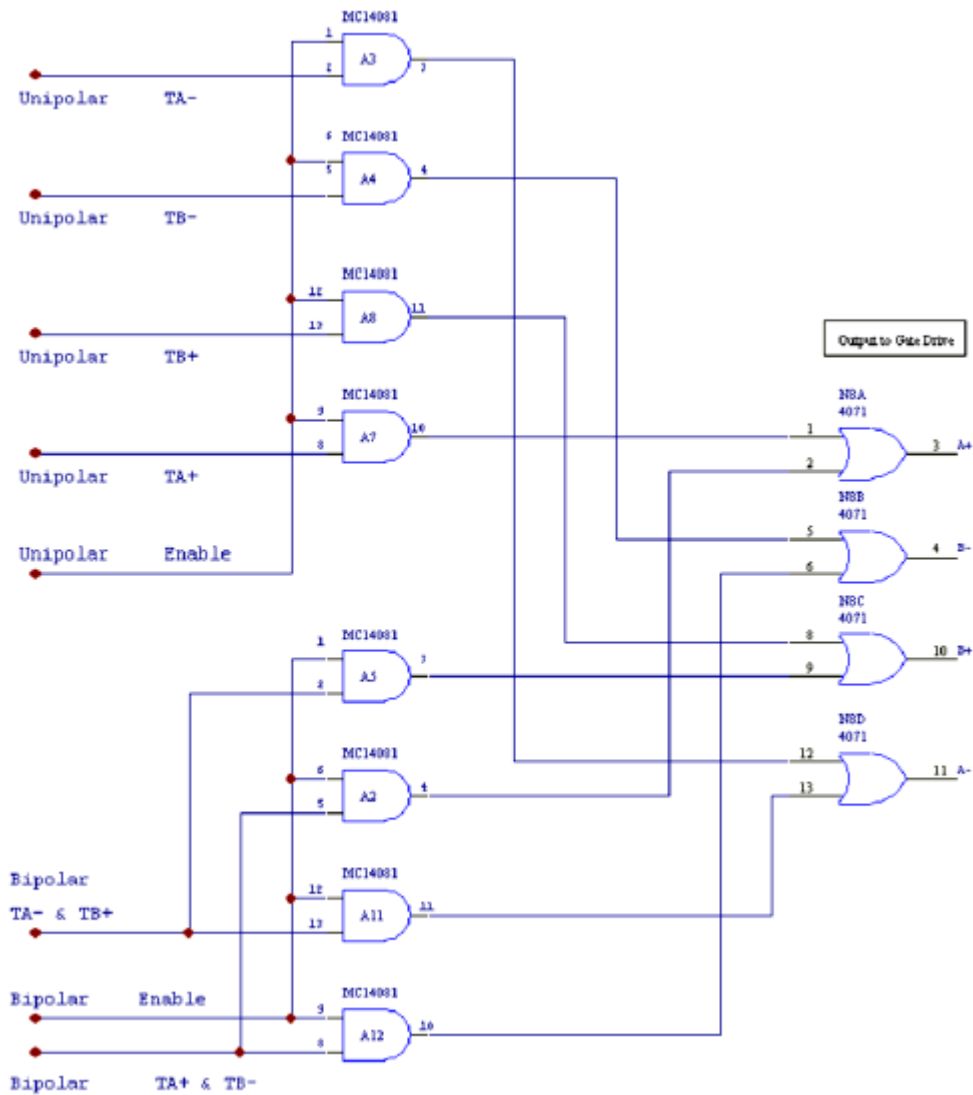 MC14081
1
A3
2
3
Unipolar TA-
6 MC14081
5
A4
4
Unipolar TB-
MC14081
12
11
A8
13
Output to Gate Drive
Unipolar TB+
MC14081
N8A
4071
9
10
A7
8
1
3 A+
2
Unipolar TA+
N8B
4071
Unipolar Enable
5
4 B-
6
MC14081
N8C
4071
1
3
A5
2
8
10 B+
9
MC14081
N8D
4071
6
A2
4
5
12
11 A-
13
MC14081
Bipolar
12
TA- & TB+
A11
11
13
MC14081
Bipolar Enable
9
A12
10
8
Bipolar TA+ & TB-